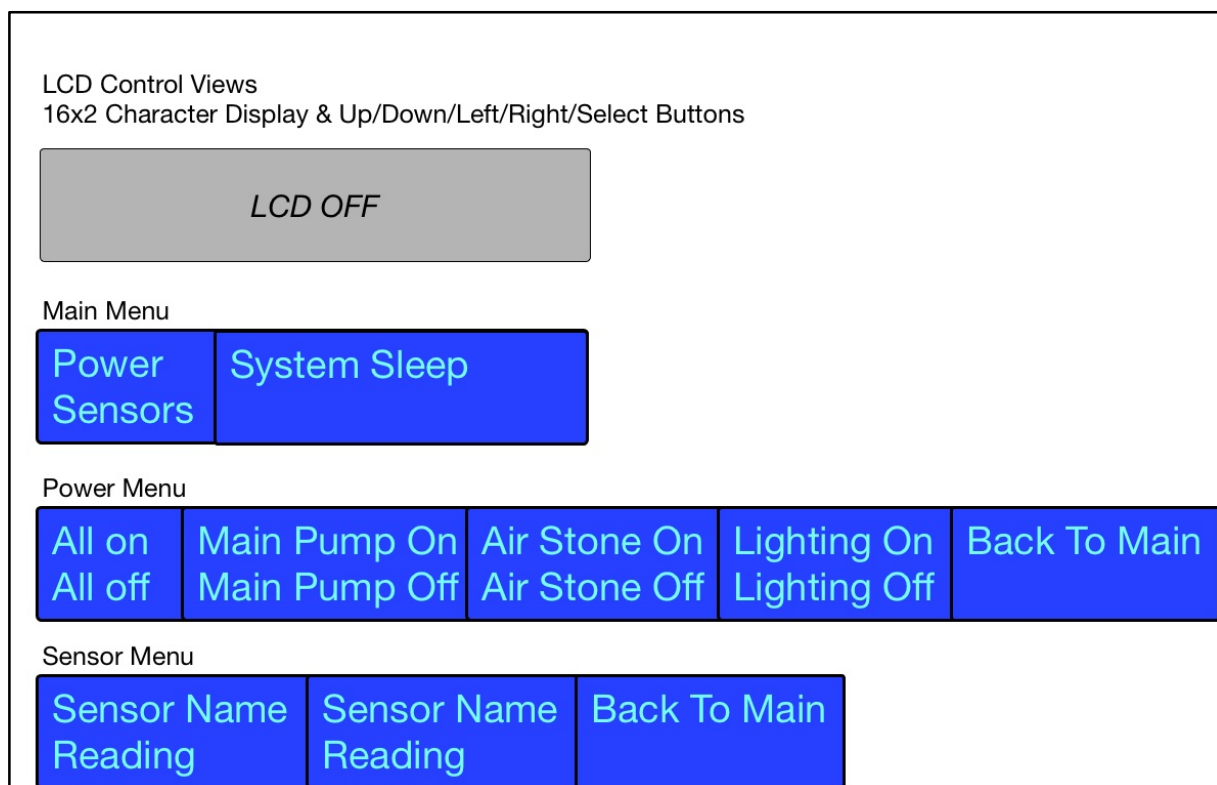 LCD Control Views
16x2 Character Display & Up/Down/Left/Right/Select Buttons
LCD OFF
Main Menu
Power
Sensors
System Sleep
Power Menu
All on
All off
Main Pump On
Main Pump Off
Air Stone On
Air Stone Off
Lighting On
Lighting Off
Back To Main
Sensor Menu
Sensor Name
Reading
Sensor Name
Reading
Back To Main